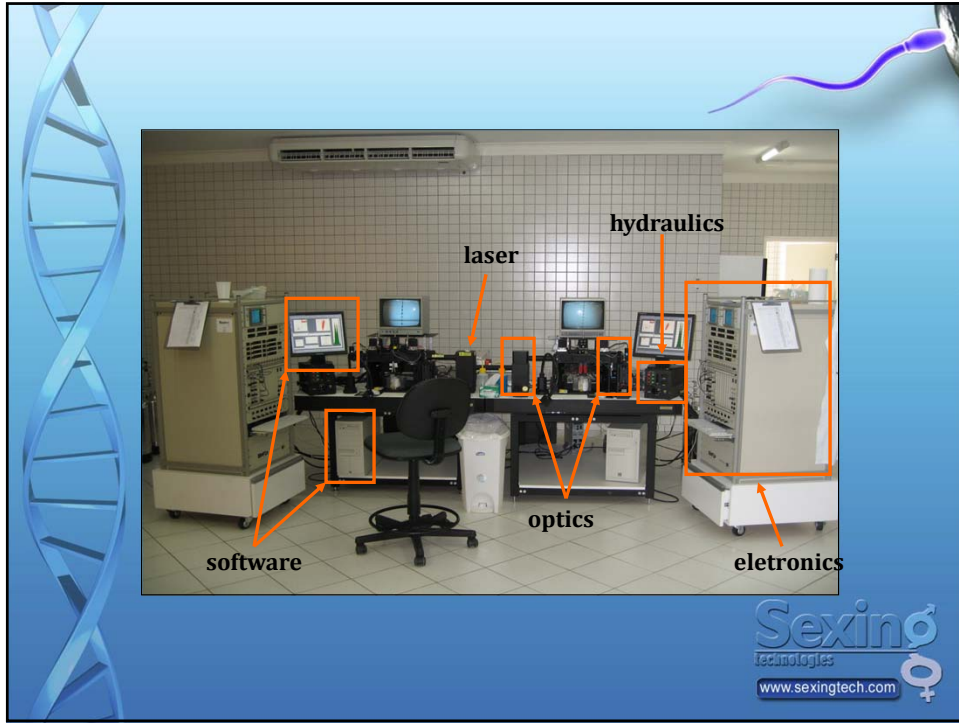 hydraulics
laser
optics
software
eletronics
Sexing
technologies
www.sexingtech.com